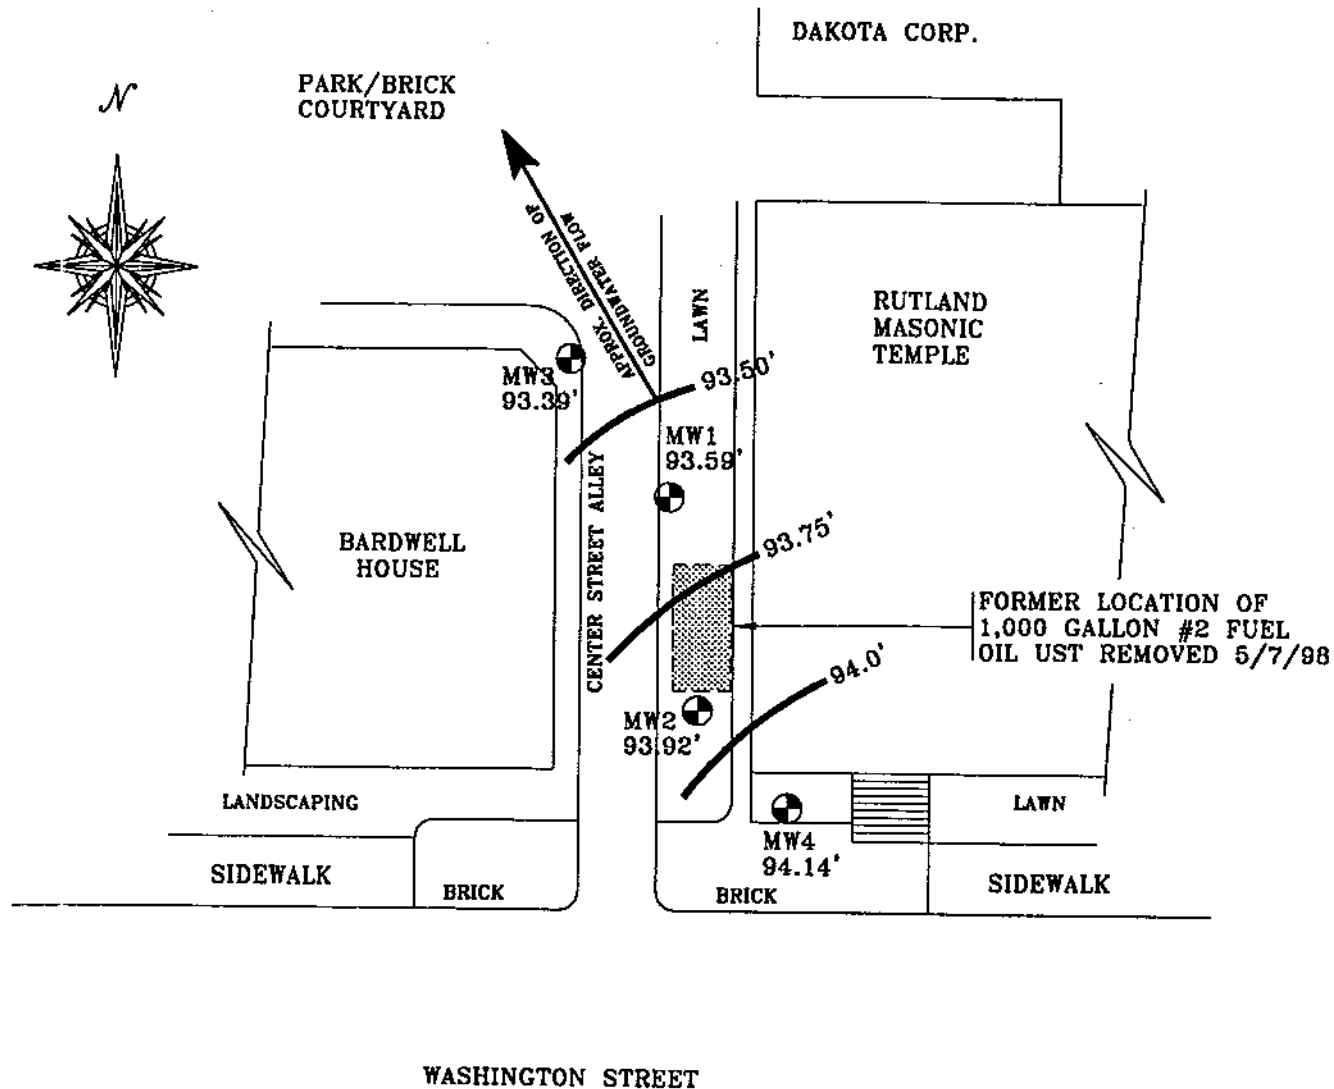 DAKOTA CORP.
N
PARK/BRICK
COURTYARD
APPROX. DIRECTION OF
GROUNDWATER FLOW
LAWN
RUTLAND
MASONIC
TEMPLE
MW3
93.39'
93.50'
MW1
93.59'
CENTER STREET ALLEY
BARDWELL
HOUSE
93.75'
FORMER LOCATION OF
1,000 GALLON #2 FUEL
OIL UST REMOVED 5/7/98
94.0'
MW2
93.92'
LANDSCAPING
LAWN
MW4
94.14'
SIDEWALK
BRICK
BRICK
SIDEWALK
WASHINGTON STREET